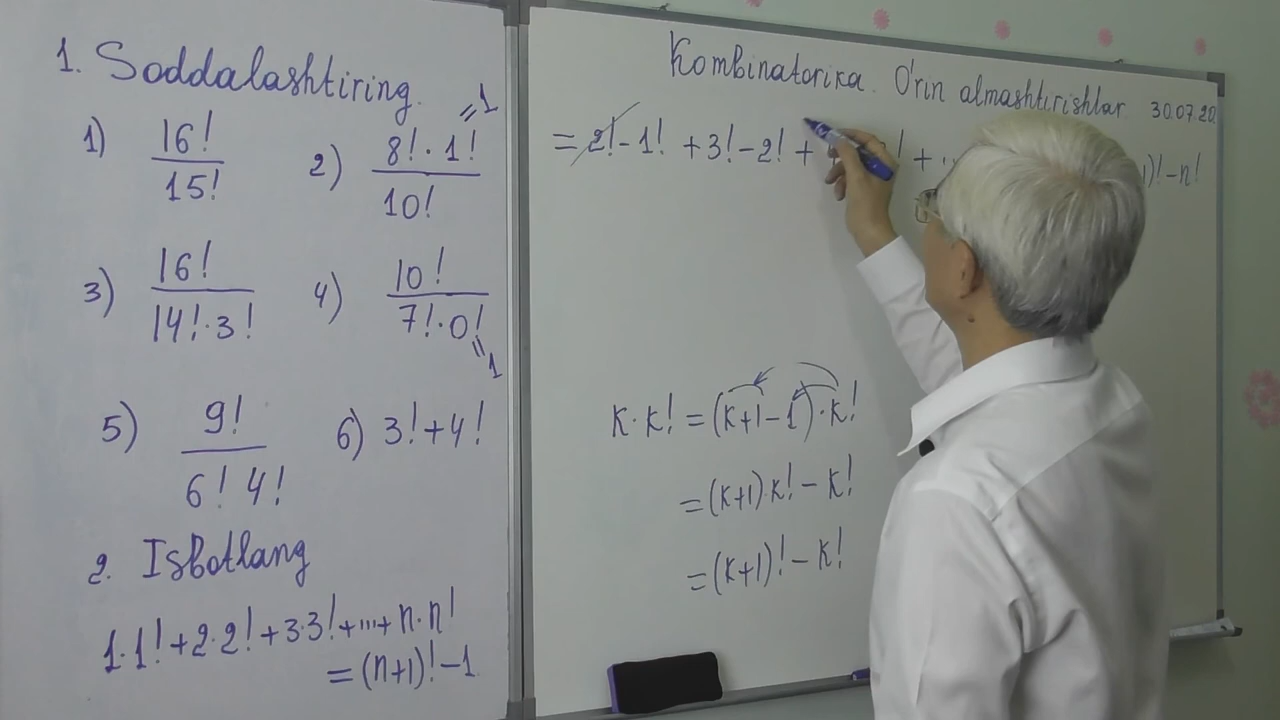 1. Soddalashtiring.
1) 16! / 15! 2) 8! · 1! / 10! = 1
3) 16! / 14! · 3! 4) 10! / 7! · 0! = 1
5) 9! / 6! 4! 6) 3! + 4!
2. Isbotlang
1·1! + 2·2! + 3·3! + ... + n·n!
= (n+1)! - 1
Kombinatorika. O'rin almashtirishlar. 30.07.20
= 2! - 1! + 3! - 2! + ! + .. )! - n!
K·K! = (K+1-1)·K!
= (K+1)·K! - K!
= (K+1)! - K!